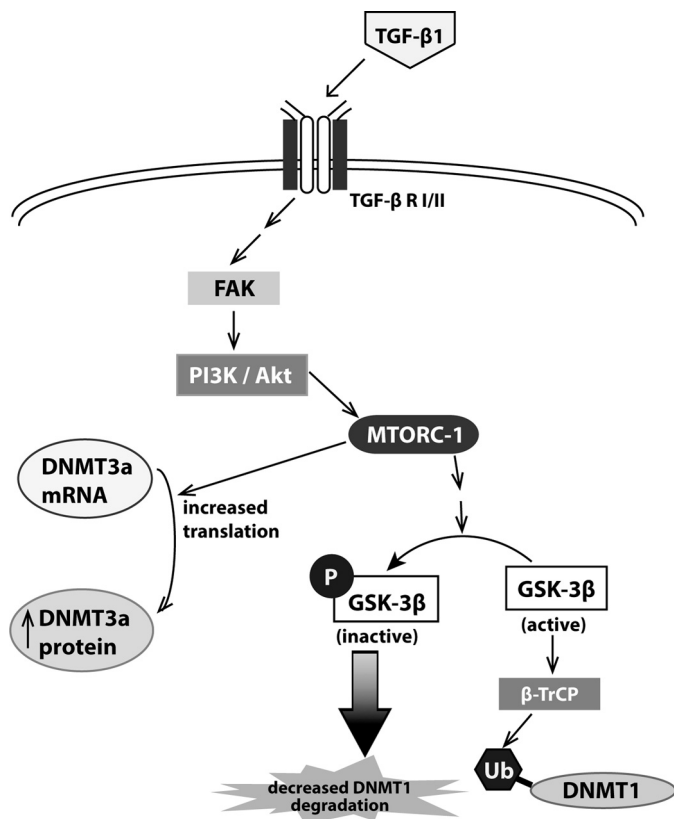 TGF-β1
TGF-β R I/II
FAK
PI3K / Akt
MTORC-1
DNMT3a
mRNA
increased
translation
DNMT3a
protein
P
GSK-3β
(inactive)
GSK-3β
(active)
β-TrCP
Ub
DNMT1
decreased DNMT1
degradation